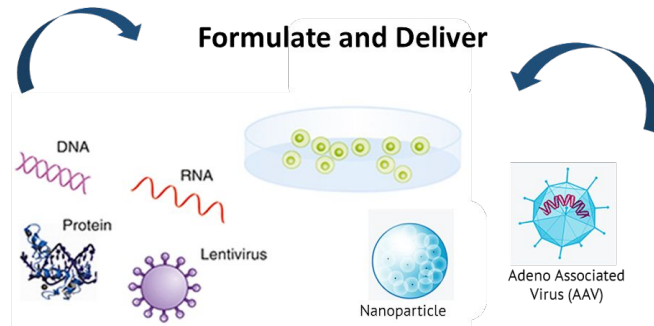 Formulate and Deliver
DNA
RNA
Protein
Lentivirus
Nanoparticle
Adeno Associated
Virus (AAV)